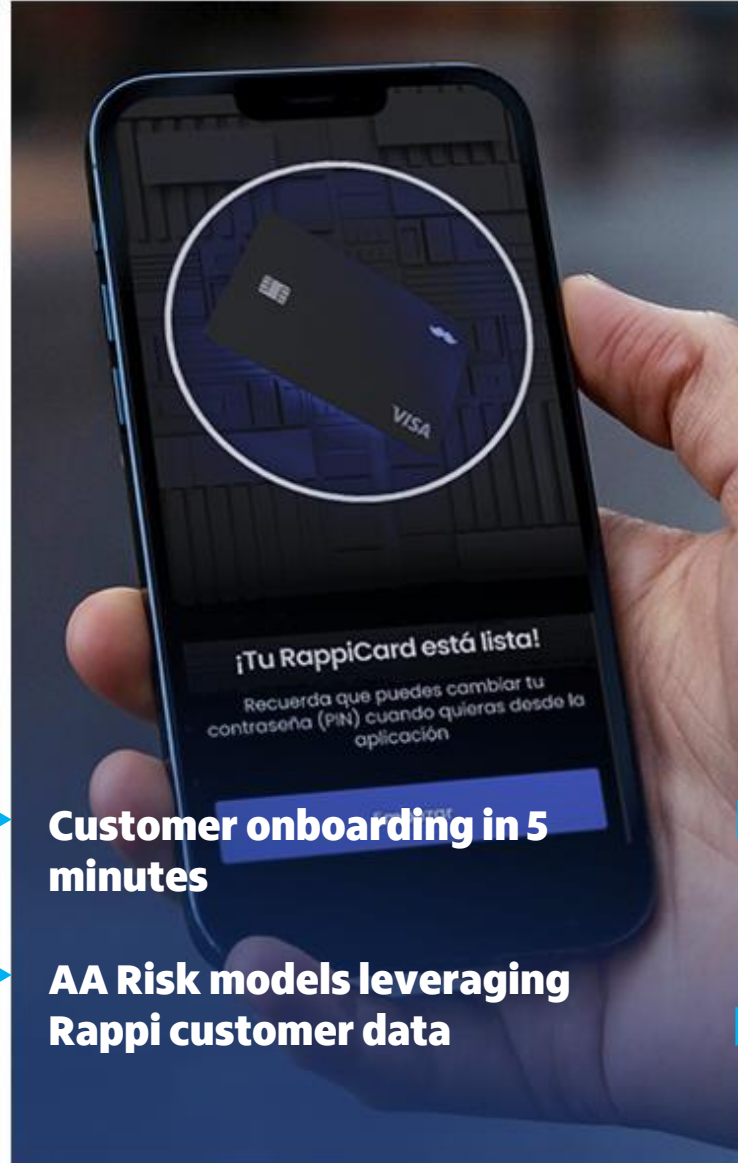 VISA
¡Tu RappiCard está lista!
Recuerda que puedes cambiar tu
contraseña (PIN) cuando quieras desde la
aplicación
Customer onboarding in 5
minutes
AA Risk models leveraging
Rappi customer data